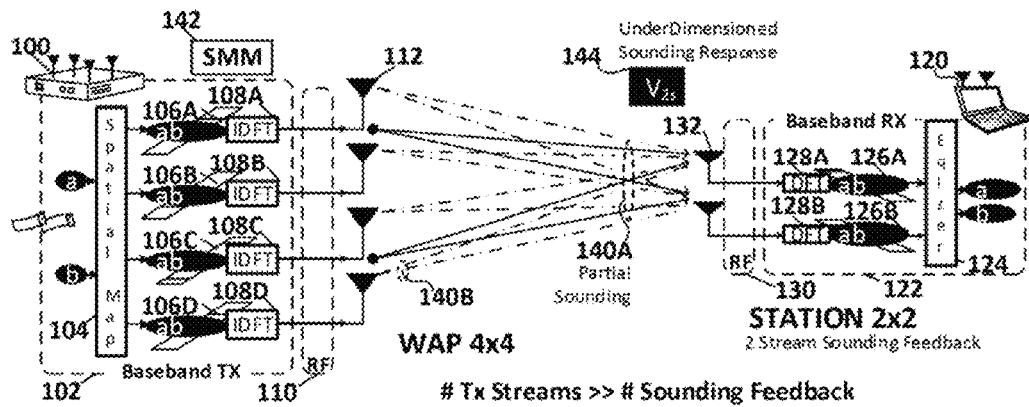 142
SMM
100
112
UnderDimensioned
Sounding Response
144
120
106A
108A
ab
IDFT
132
Baseband RX
128A
126A
ab
a
106B
108B
ab
IDFT
a
Spatial Map
128B
126B
ab
b
106C
108C
ab
IDFT
b
140A
Partial
Sounding
RF
130
122
124
106D
108D
ab
IDFT
104
140B
STATION 2x2
2 Stream Sounding Feedback
WAP 4x4
RF
Baseband TX
102
110
# Tx Streams >> # Sounding Feedback